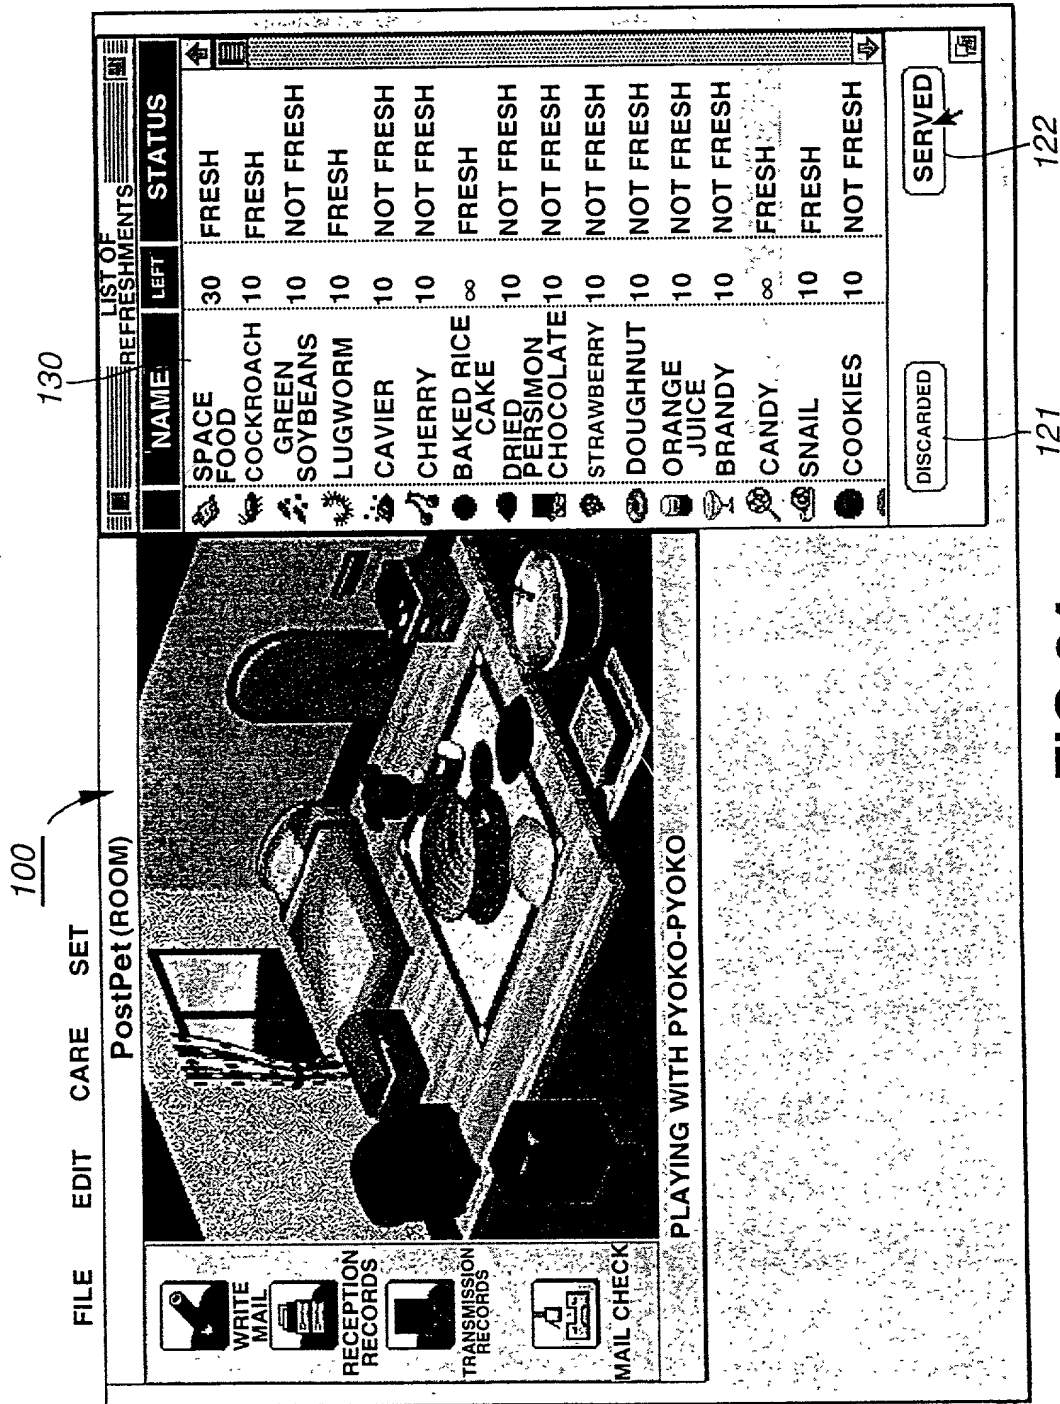 100
FILE EDIT CARE SET
PostPet (ROOM)
WRITE
MAIL
RECEPTION
RECORDS
TRANSMISSION
RECORDS
MAIL CHECK
PLAYING WITH PYOKO-PYOKO
130
LIST OF
REFRESHMENTS
NAME LEFT STATUS
SPACE
FOOD 30 FRESH
COCKROACH 10 FRESH
GREEN
SOYBEANS 10 NOT FRESH
LUGWORM 10 FRESH
CAVIER 10 NOT FRESH
CHERRY 10 NOT FRESH
BAKED RICE
CAKE ∞ FRESH
DRIED
PERSIMON 10 NOT FRESH
CHOCOLATE 10 NOT FRESH
STRAWBERRY 10 NOT FRESH
DOUGHNUT 10 NOT FRESH
ORANGE
JUICE 10 NOT FRESH
BRANDY 10 NOT FRESH
CANDY ∞ FRESH
SNAIL 10 FRESH
COOKIES 10 NOT FRESH
DISCARDED SERVED
121 122